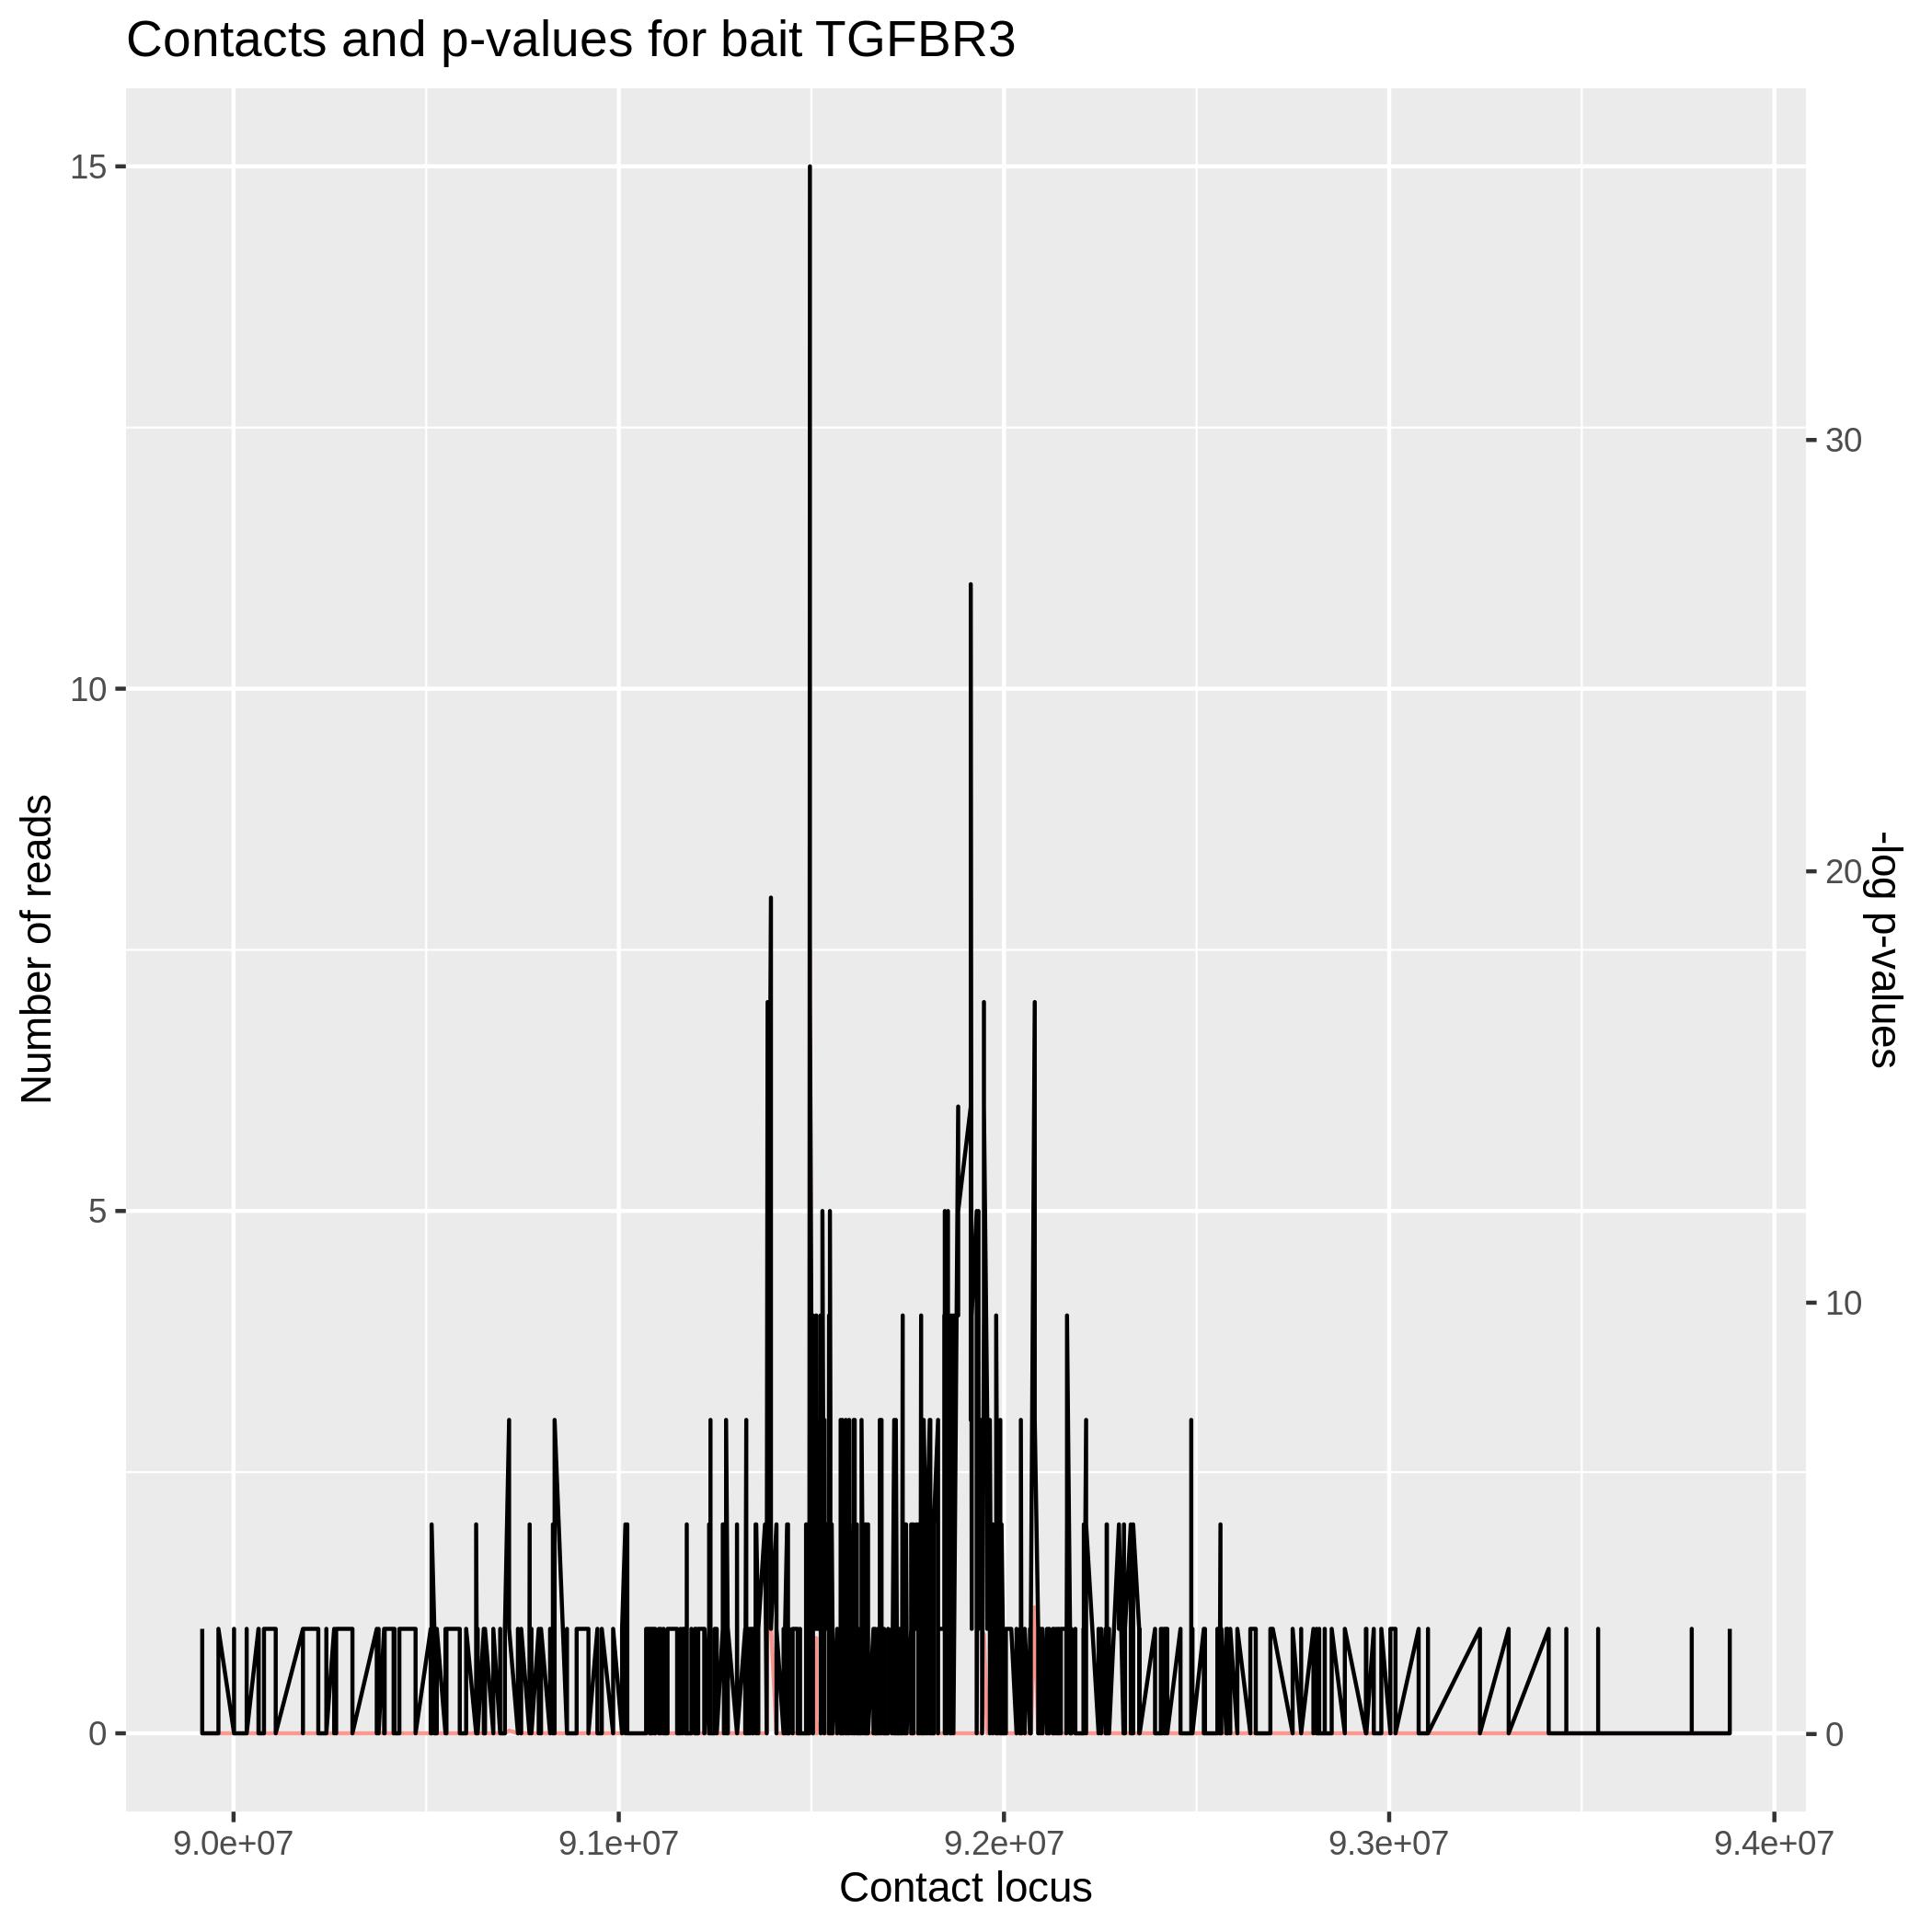 Contacts and p-values for bait TGFBR3
15
10
5
0
Number of reads
30
20
10
0
-log p-values
9.0e+07
9.1e+07
9.2e+07
9.3e+07
9.4e+07
Contact locus